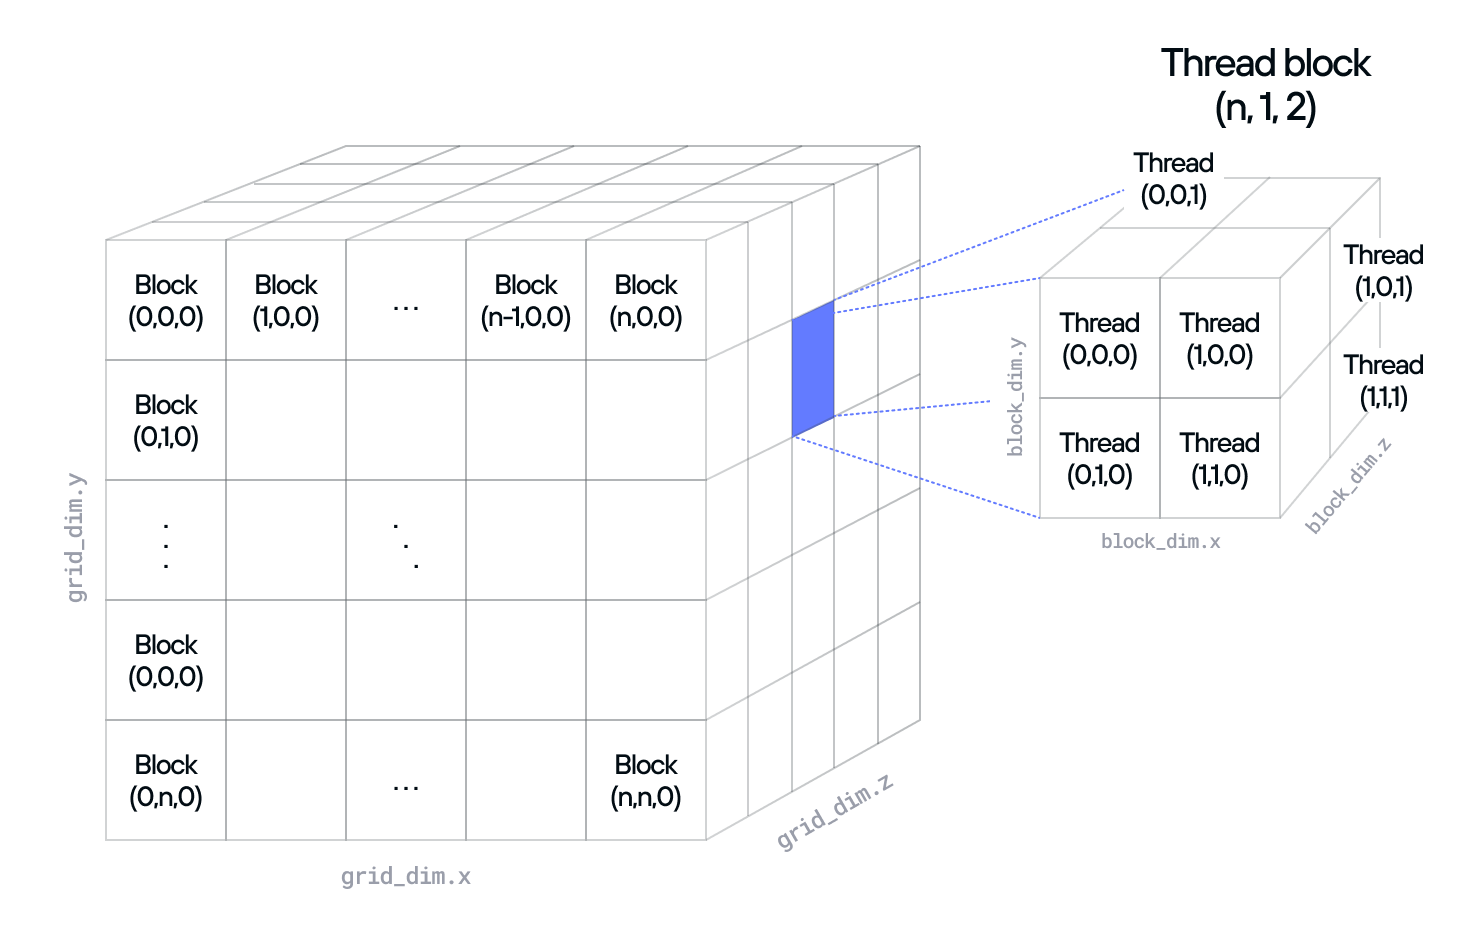 Thread block
(n, 1, 2)
Block
(0,0,0)
Block
(1,0,0)
...
Block
(n-1,0,0)
Block
(n,0,0)
Block
(0,1,0)
.
.
.
.
.
.
Block
(0,0,0)
Block
(0,n,0)
...
Block
(n,n,0)
grid_dim.y
grid_dim.x
grid_dim.z
Thread
(0,0,1)
Thread
(1,0,1)
Thread
(0,0,0)
Thread
(1,0,0)
Thread
(1,1,1)
Thread
(0,1,0)
Thread
(1,1,0)
block_dim.y
block_dim.x
block_dim.z